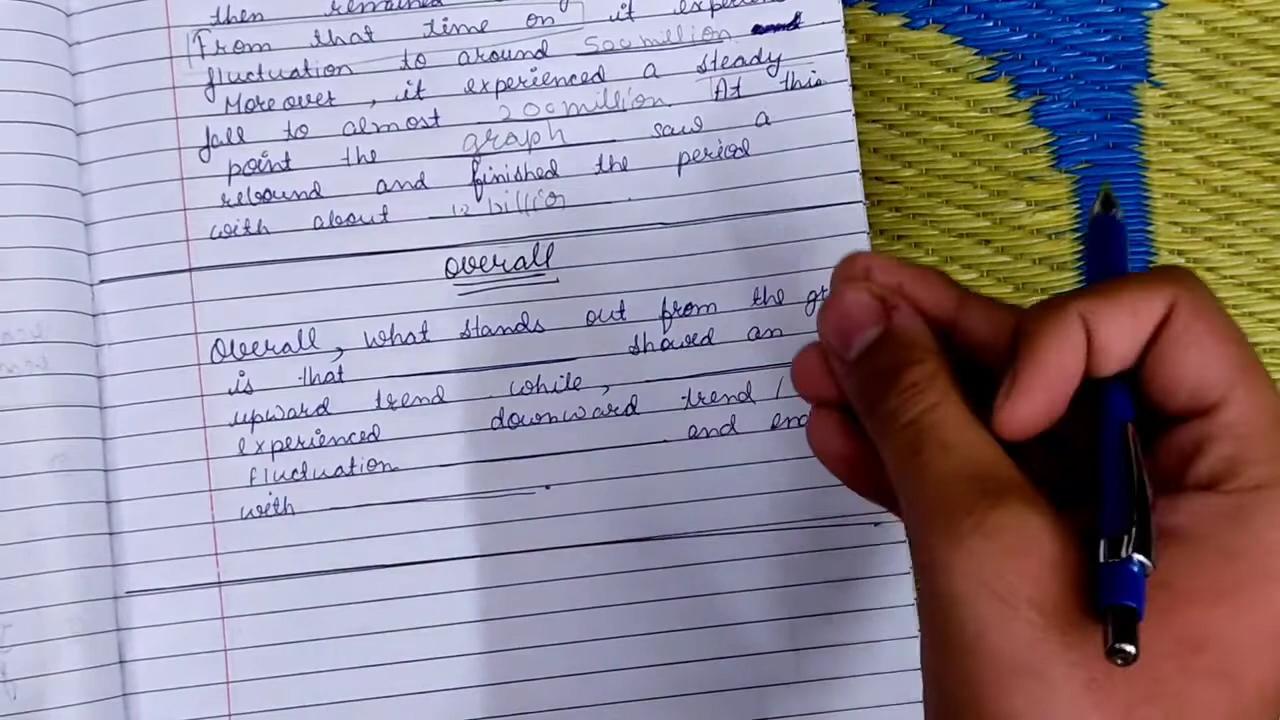 then remained
From that time on it
fluctuation to around 500 million
Moreover, it experienced a steady
fall to almost 200 million. At this
point the graph saw a
rebound and finished the period
with about 12 billion.
Overall
Overall, what stands out from the
is that showed an
upward trend while,
experienced downward trend /
fluctuation and
with